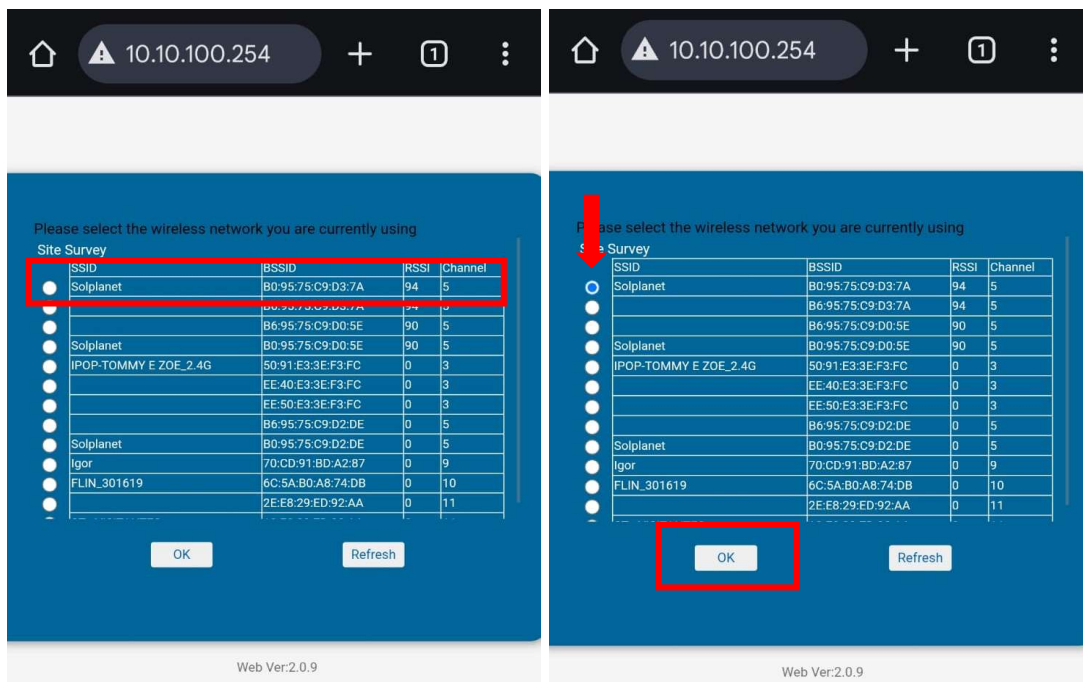 10.10.100.254
1
Please select the wireless network you are currently using
Site Survey
SSID BSSID RSSI Channel
Solplanet B0:95:75:C9:D3:7A 94 5
B6:95:75:C9:D0:5E 90 5
Solplanet B0:95:75:C9:D0:5E 90 5
IPOP-TOMMY E ZOE_2.4G 50:91:E3:3E:F3:FC 0 3
EE:40:E3:3E:F3:FC 0 3
EE:50:E3:3E:F3:FC 0 3
B6:95:75:C9:D2:DE 0 5
Solplanet B0:95:75:C9:D2:DE 0 5
Igor 70:CD:91:BD:A2:87 0 9
FLIN_301619 6C:5A:B0:A8:74:DB 0 10
2E:E8:29:ED:92:AA 0 11
OK Refresh
Web Ver:2.0.9
10.10.100.254
1
select the wireless network you are currently using
Survey
SSID BSSID RSSI Channel
Solplanet B0:95:75:C9:D3:7A 94 5
B6:95:75:C9:D3:7A 94 5
B6:95:75:C9:D0:5E 90 5
Solplanet B0:95:75:C9:D0:5E 90 5
IPOP-TOMMY E ZOE_2.4G 50:91:E3:3E:F3:FC 0 3
EE:40:E3:3E:F3:FC 0 3
EE:50:E3:3E:F3:FC 0 3
B6:95:75:C9:D2:DE 0 5
Solplanet B0:95:75:C9:D2:DE 0 5
Igor 70:CD:91:BD:A2:87 0 9
FLIN_301619 6C:5A:B0:A8:74:DB 0 10
2E:E8:29:ED:92:AA 0 11
OK Refresh
Web Ver:2.0.9